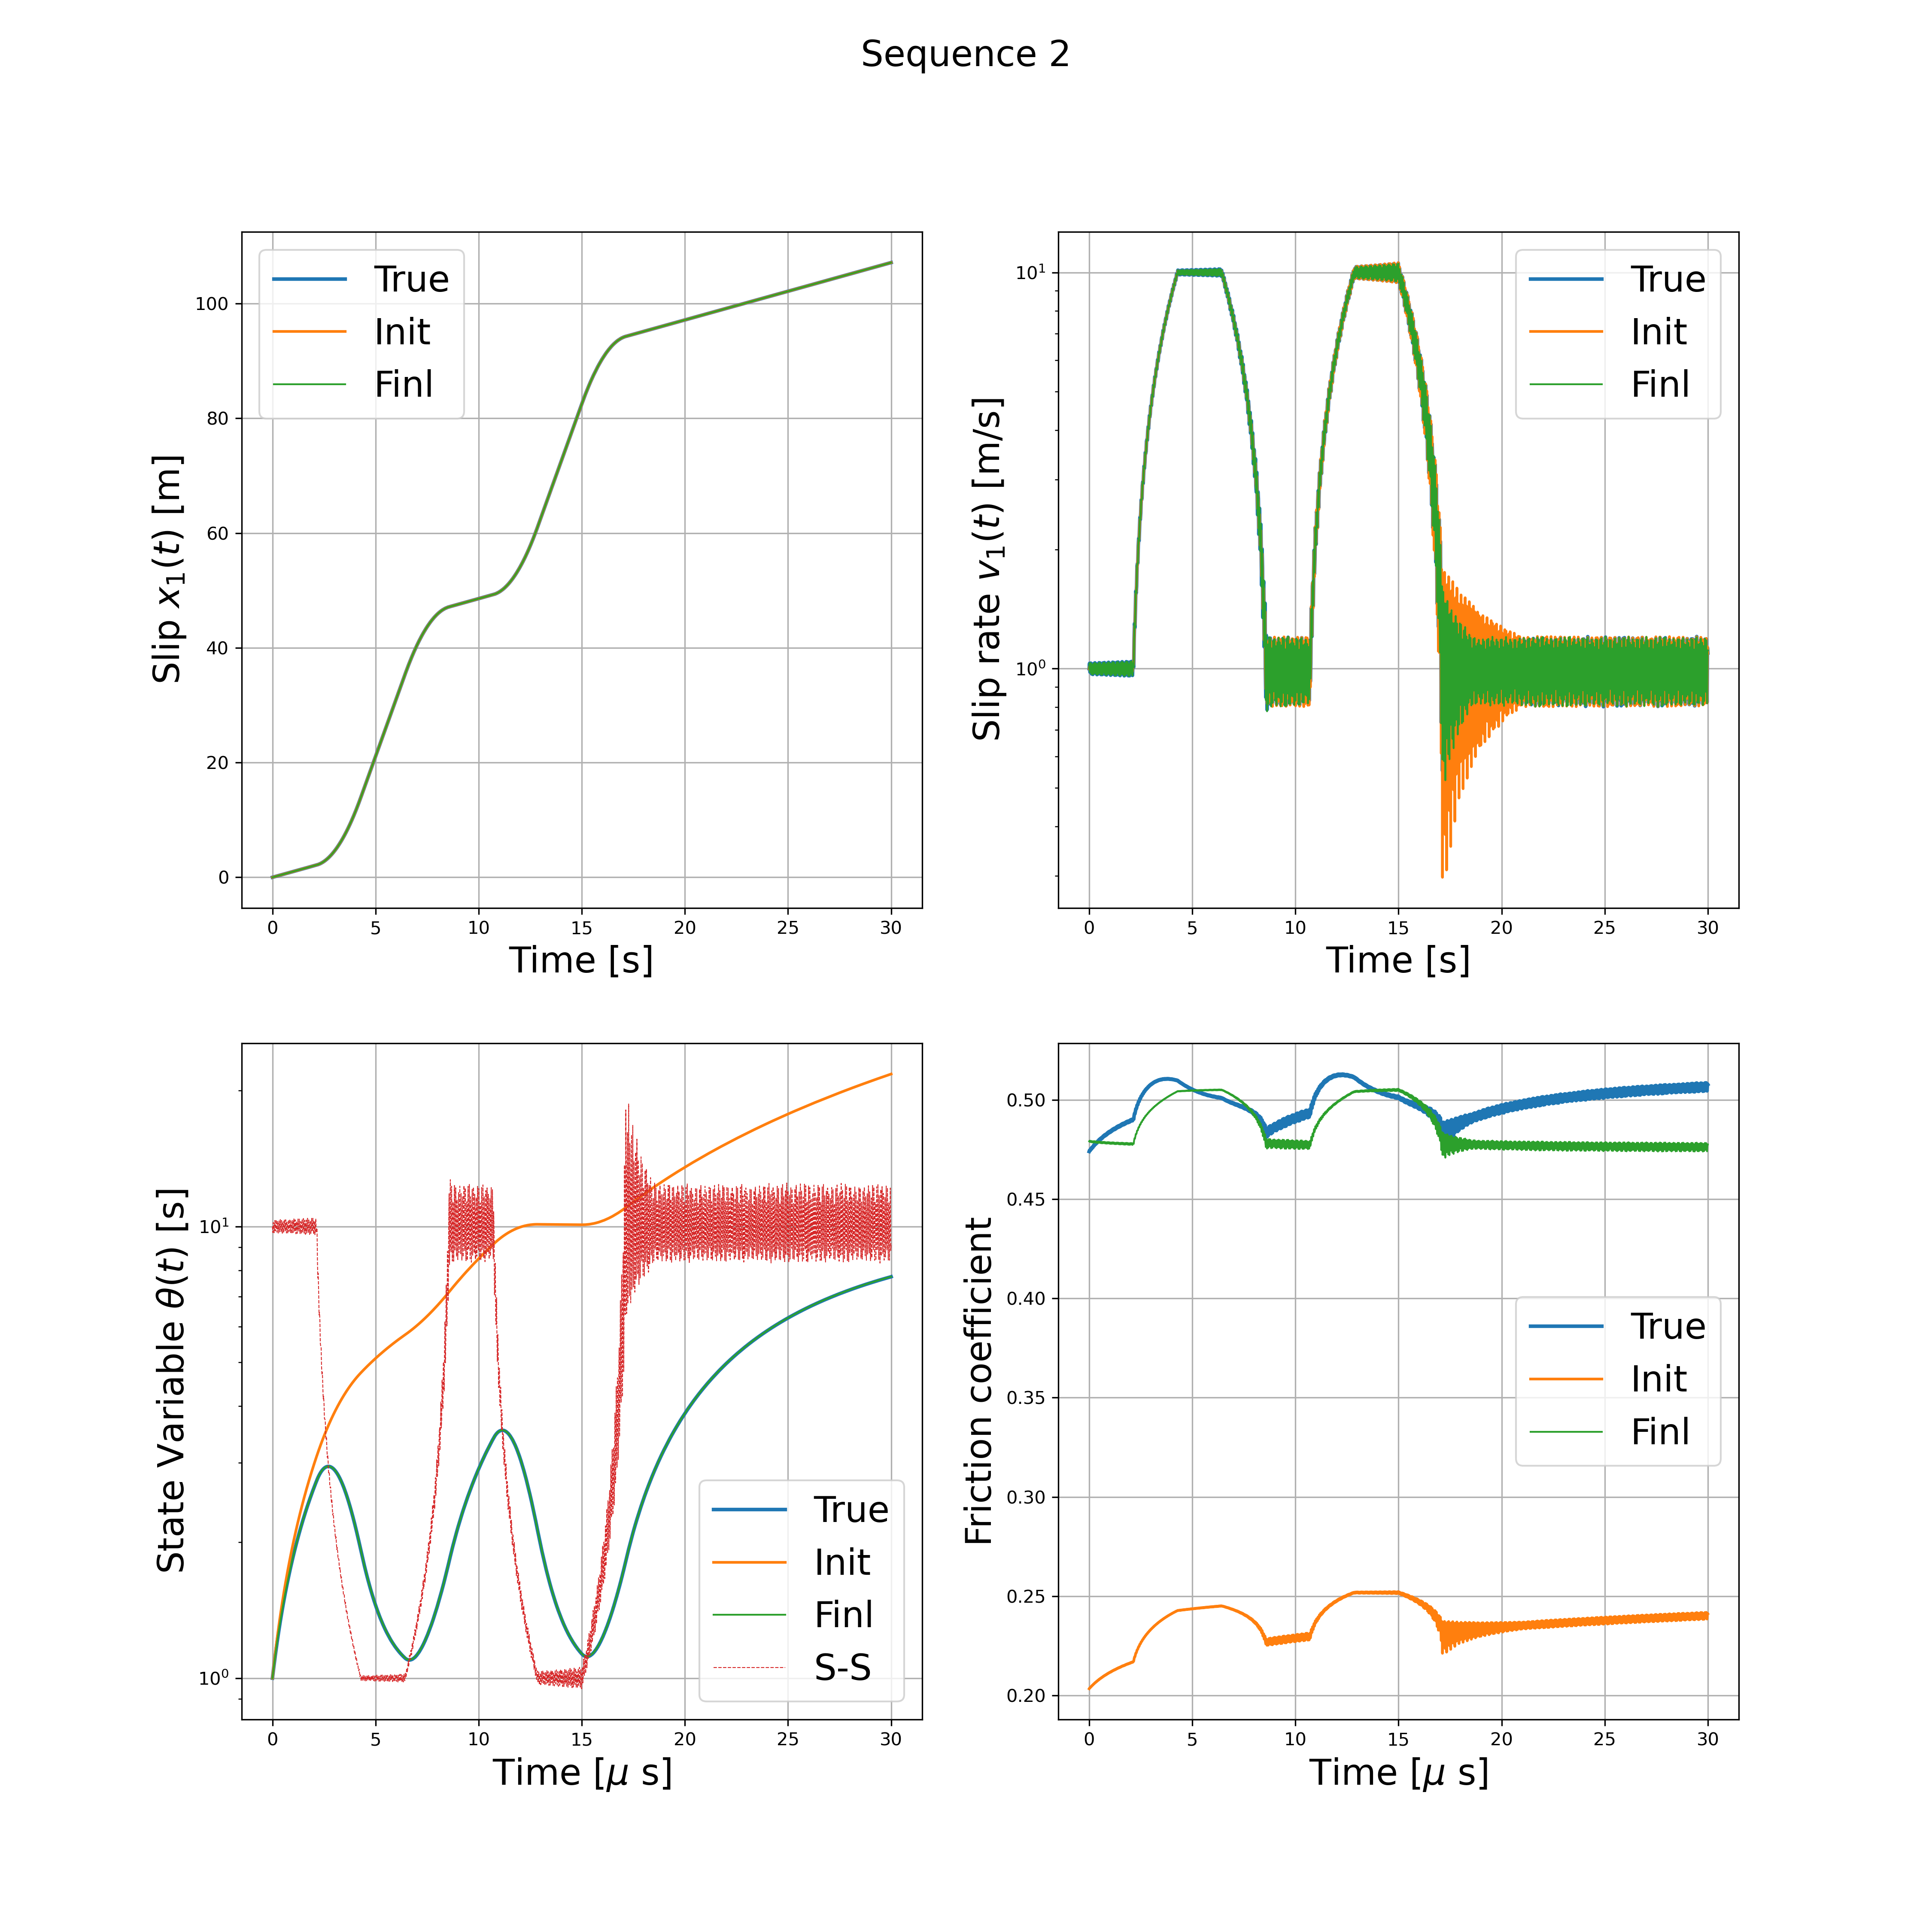 Sequence 2
Slip x₁(t) [m]
100
80
60
40
20
0
True
Init
Finl
0 5 10 15 20 25 30
Time [s]
Slip rate v₁(t) [m/s]
10¹
10⁰
True
Init
Finl
0 5 10 15 20 25 30
Time [s]
State Variable θ(t) [s]
10¹
10⁰
True
Init
Finl
S-S
0 5 10 15 20 25 30
Time [μ s]
Friction coefficient
0.50
0.45
0.40
0.35
0.30
0.25
0.20
True
Init
Finl
0 5 10 15 20 25 30
Time [μ s]